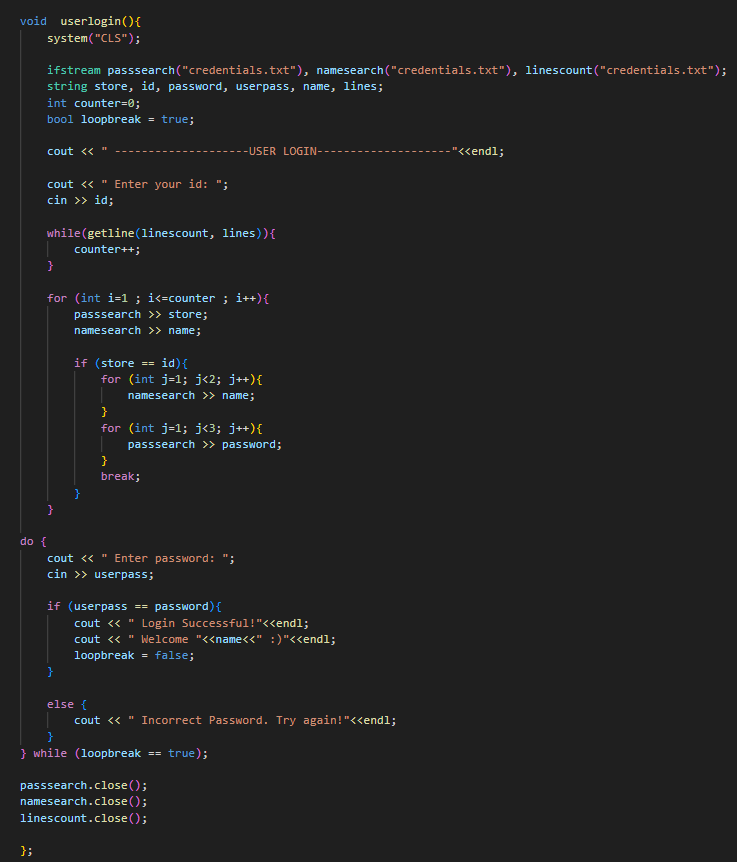 void  userlogin(){
    system("CLS");

    ifstream passsearch("credentials.txt"), namesearch("credentials.txt"), linescount("credentials.txt");
    string store, id, password, userpass, name, lines;
    int counter=0;
    bool loopbreak = true;

    cout << " --------------------USER LOGIN--------------------"<<endl;

    cout << " Enter your id: ";
    cin >> id;

    while(getline(linescount, lines)){
        counter++;
    }

    for (int i=1 ; i<=counter ; i++){
        passsearch >> store;
        namesearch >> name;

        if (store == id){
            for (int j=1; j<2; j++){
                namesearch >> name;
            }
            for (int j=1; j<3; j++){
                passsearch >> password;
            }
            break;
        }
    }

do {
    cout << " Enter password: ";
    cin >> userpass;

    if (userpass == password){
        cout << " Login Successful!"<<endl;
        cout << " Welcome "<<name<<" :)"<<endl;
        loopbreak = false;
    }

    else {
        cout << " Incorrect Password. Try again!"<<endl;
    }
} while (loopbreak == true);

passsearch.close();
namesearch.close();
linescount.close();

};